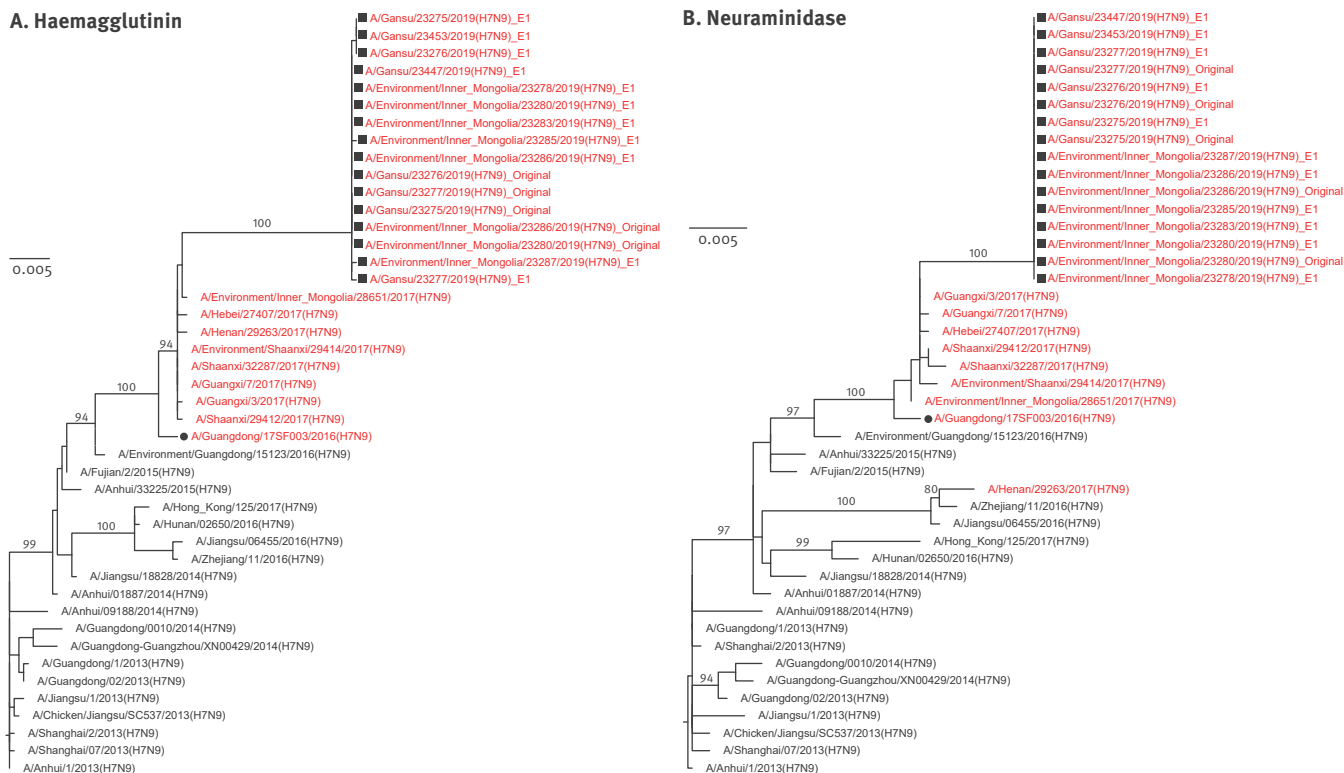 A. Haemagglutinin
A/Gansu/23275/2019(H7N9)_E1
A/Gansu/23453/2019(H7N9)_E1
A/Gansu/23276/2019(H7N9)_E1
A/Gansu/23447/2019(H7N9)_E1
A/Environment/Inner_Mongolia/23278/2019(H7N9)_E1
A/Environment/Inner_Mongolia/23280/2019(H7N9)_E1
A/Environment/Inner_Mongolia/23283/2019(H7N9)_E1
A/Environment/Inner_Mongolia/23285/2019(H7N9)_E1
A/Environment/Inner_Mongolia/23286/2019(H7N9)_E1
A/Gansu/23276/2019(H7N9)_Original
A/Gansu/23277/2019(H7N9)_Original
A/Gansu/23275/2019(H7N9)_Original
100
A/Environment/Inner_Mongolia/23286/2019(H7N9)_Original
A/Environment/Inner_Mongolia/23280/2019(H7N9)_Original
0.005
A/Environment/Inner_Mongolia/23287/2019(H7N9)_E1
A/Gansu/23277/2019(H7N9)_E1
A/Environment/Inner_Mongolia/28651/2017(H7N9)
A/Hebei/27407/2017(H7N9)
A/Henan/29263/2017(H7N9)
94
A/Environment/Shaanxi/29414/2017(H7N9)
A/Shaanxi/32287/2017(H7N9)
100
A/Guangxi/7/2017(H7N9)
A/Guangxi/3/2017(H7N9)
94
A/Shaanxi/29412/2017(H7N9)
A/Guangdong/17SF003/2016(H7N9)
A/Environment/Guangdong/15123/2016(H7N9)
A/Fujian/2/2015(H7N9)
A/Anhui/33225/2015(H7N9)
A/Hong_Kong/125/2017(H7N9)
100
A/Hunan/02650/2016(H7N9)
A/Jiangsu/06455/2016(H7N9)
99
A/Zhejiang/11/2016(H7N9)
A/Jiangsu/18828/2014(H7N9)
A/Anhui/01887/2014(H7N9)
A/Anhui/09188/2014(H7N9)
A/Guangdong/0010/2014(H7N9)
A/Guangdong-Guangzhou/XN00429/2014(H7N9)
A/Guangdong/1/2013(H7N9)
A/Guangdong/02/2013(H7N9)
A/Jiangsu/1/2013(H7N9)
A/Chicken/Jiangsu/SC537/2013(H7N9)
A/Shanghai/2/2013(H7N9)
A/Shanghai/07/2013(H7N9)
A/Anhui/1/2013(H7N9)
B. Neuraminidase
A/Gansu/23447/2019(H7N9)_E1
A/Gansu/23453/2019(H7N9)_E1
A/Gansu/23277/2019(H7N9)_E1
A/Gansu/23277/2019(H7N9)_Original
A/Gansu/23276/2019(H7N9)_E1
A/Gansu/23276/2019(H7N9)_Original
A/Gansu/23275/2019(H7N9)_E1
A/Gansu/23275/2019(H7N9)_Original
A/Environment/Inner_Mongolia/23287/2019(H7N9)_E1
A/Environment/Inner_Mongolia/23286/2019(H7N9)_E1
A/Environment/Inner_Mongolia/23286/2019(H7N9)_Original
A/Environment/Inner_Mongolia/23285/2019(H7N9)_E1
A/Environment/Inner_Mongolia/23283/2019(H7N9)_E1
0.005
A/Environment/Inner_Mongolia/23280/2019(H7N9)_E1
100
A/Environment/Inner_Mongolia/23280/2019(H7N9)_Original
A/Environment/Inner_Mongolia/23278/2019(H7N9)_E1
A/Guangxi/3/2017(H7N9)
A/Guangxi/7/2017(H7N9)
A/Hebei/27407/2017(H7N9)
A/Shaanxi/29412/2017(H7N9)
A/Shaanxi/32287/2017(H7N9)
A/Environment/Shaanxi/29414/2017(H7N9)
100
A/Environment/Inner_Mongolia/28651/2017(H7N9)
97
A/Guangdong/17SF003/2016(H7N9)
A/Environment/Guangdong/15123/2016(H7N9)
A/Anhui/33225/2015(H7N9)
A/Fujian/2/2015(H7N9)
80
A/Henan/29263/2017(H7N9)
100
A/Zhejiang/11/2016(H7N9)
A/Jiangsu/06455/2016(H7N9)
97
99
A/Hong_Kong/125/2017(H7N9)
A/Hunan/02650/2016(H7N9)
A/Jiangsu/18828/2014(H7N9)
A/Anhui/01887/2014(H7N9)
A/Anhui/09188/2014(H7N9)
A/Guangdong/1/2013(H7N9)
A/Shanghai/2/2013(H7N9)
A/Guangdong/0010/2014(H7N9)
94
A/Guangdong-Guangzhou/XN00429/2014(H7N9)
A/Guangdong/02/2013(H7N9)
A/Jiangsu/1/2013(H7N9)
A/Chicken/Jiangsu/SC537/2013(H7N9)
A/Shanghai/07/2013(H7N9)
A/Anhui/1/2013(H7N9)